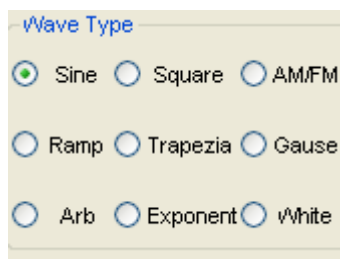 Wave Type
Sine Square AM/FM
Ramp Trapezia Gause
Arb Exponent White